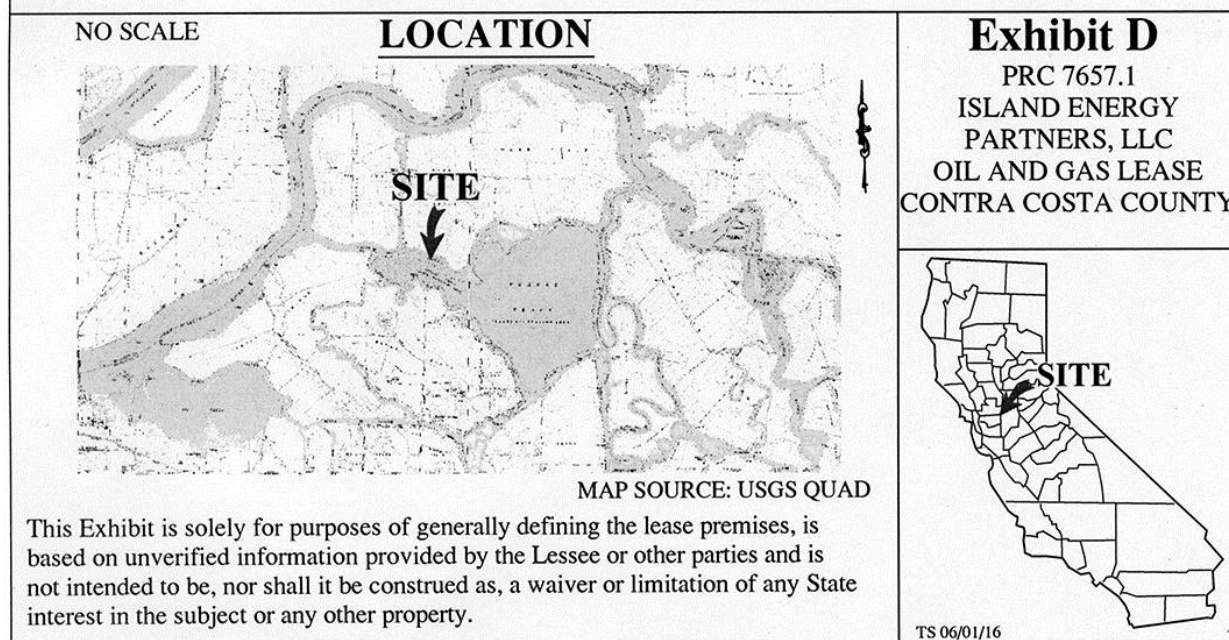 NO SCALE
LOCATION
SITE
MAP SOURCE: USGS QUAD
This Exhibit is solely for purposes of generally defining the lease premises, is
based on unverified information provided by the Lessee or other parties and is
not intended to be, nor shall it be construed as, a waiver or limitation of any State
interest in the subject or any other property.
Exhibit D
PRC 7657.1
ISLAND ENERGY
PARTNERS, LLC
OIL AND GAS LEASE
CONTRA COSTA COUNTY
SITE
TS 06/01/16